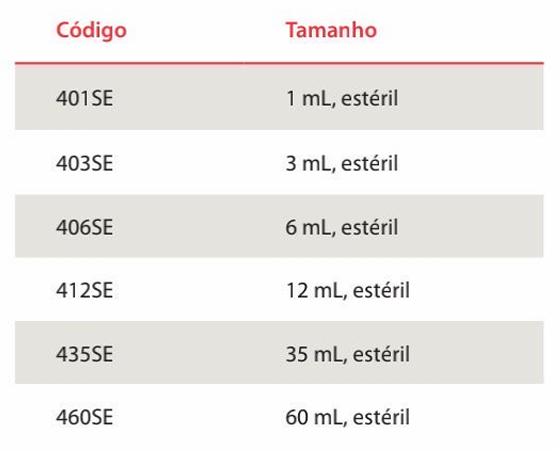 Código Tamanho
401SE 1 mL, estéril
403SE 3 mL, estéril
406SE 6 mL, estéril
412SE 12 mL, estéril
435SE 35 mL, estéril
460SE 60 mL, estéril